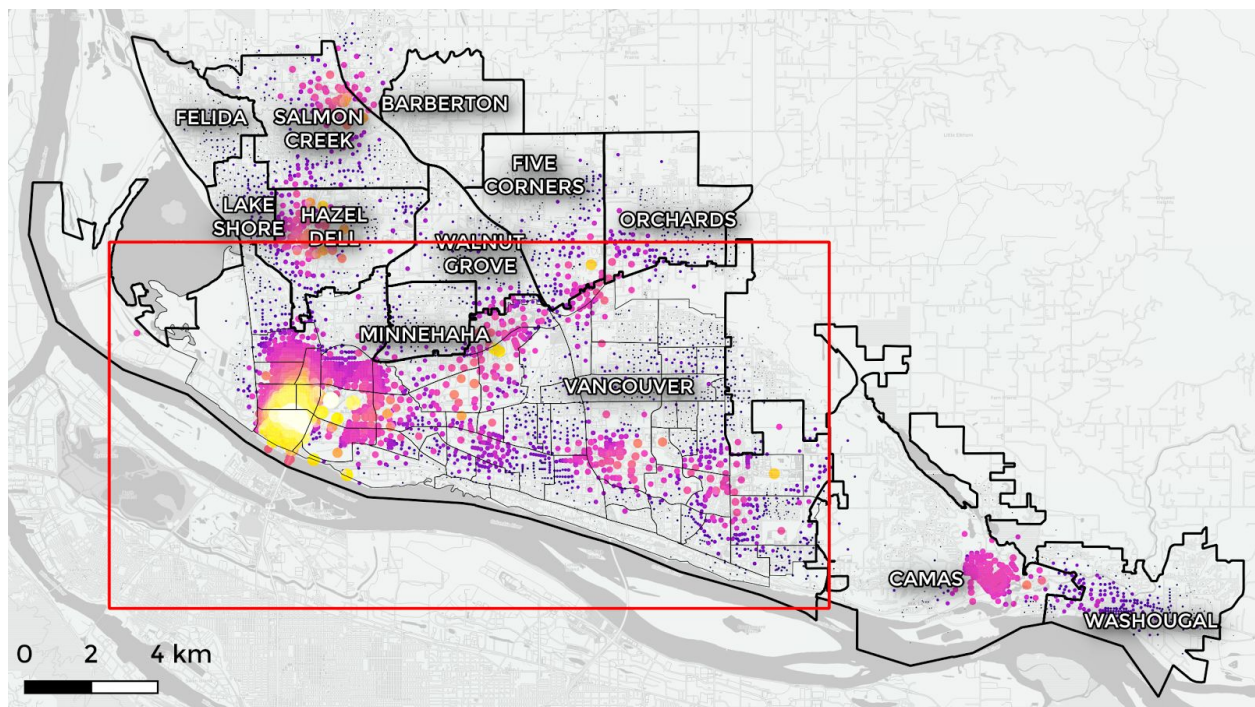 BARBERTON
FELIDA
SALMON
CREEK
FIVE
CORNERS
LAKE
SHORE
HAZEL
DELL
ORCHARDS
WALNUT
GROVE
MINNEHAHA
VANCOUVER
CAMAS
WASHOUGAL
0 2 4 km